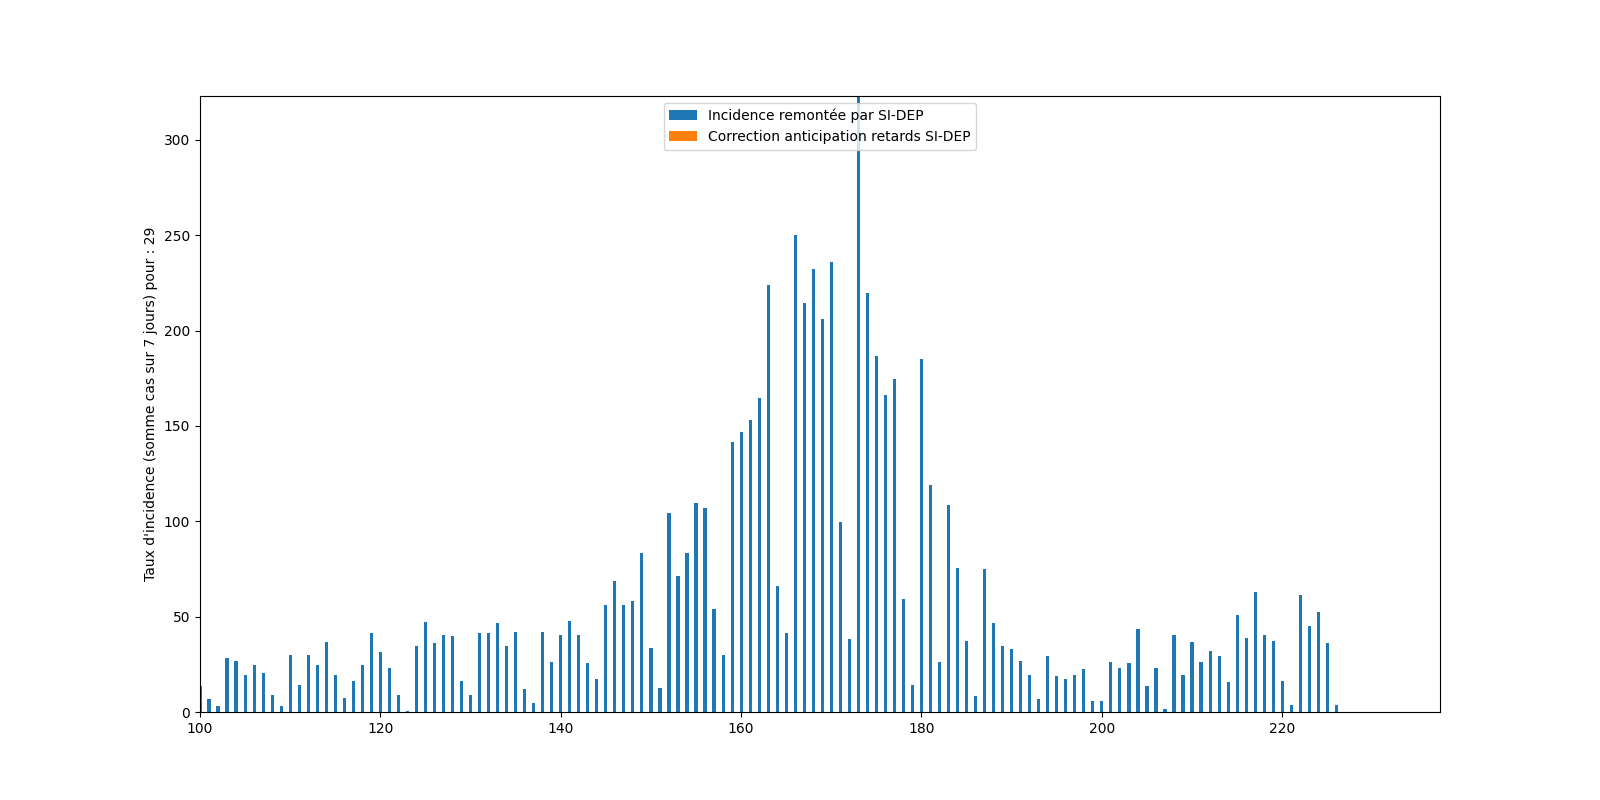 Incidence remontée par SI-DEP
Correction anticipation retards SI-DEP
Taux d'incidence (somme cas sur 7 jours) pour : 29
300
250
200
150
100
50
0
100 120 140 160 180 200 220